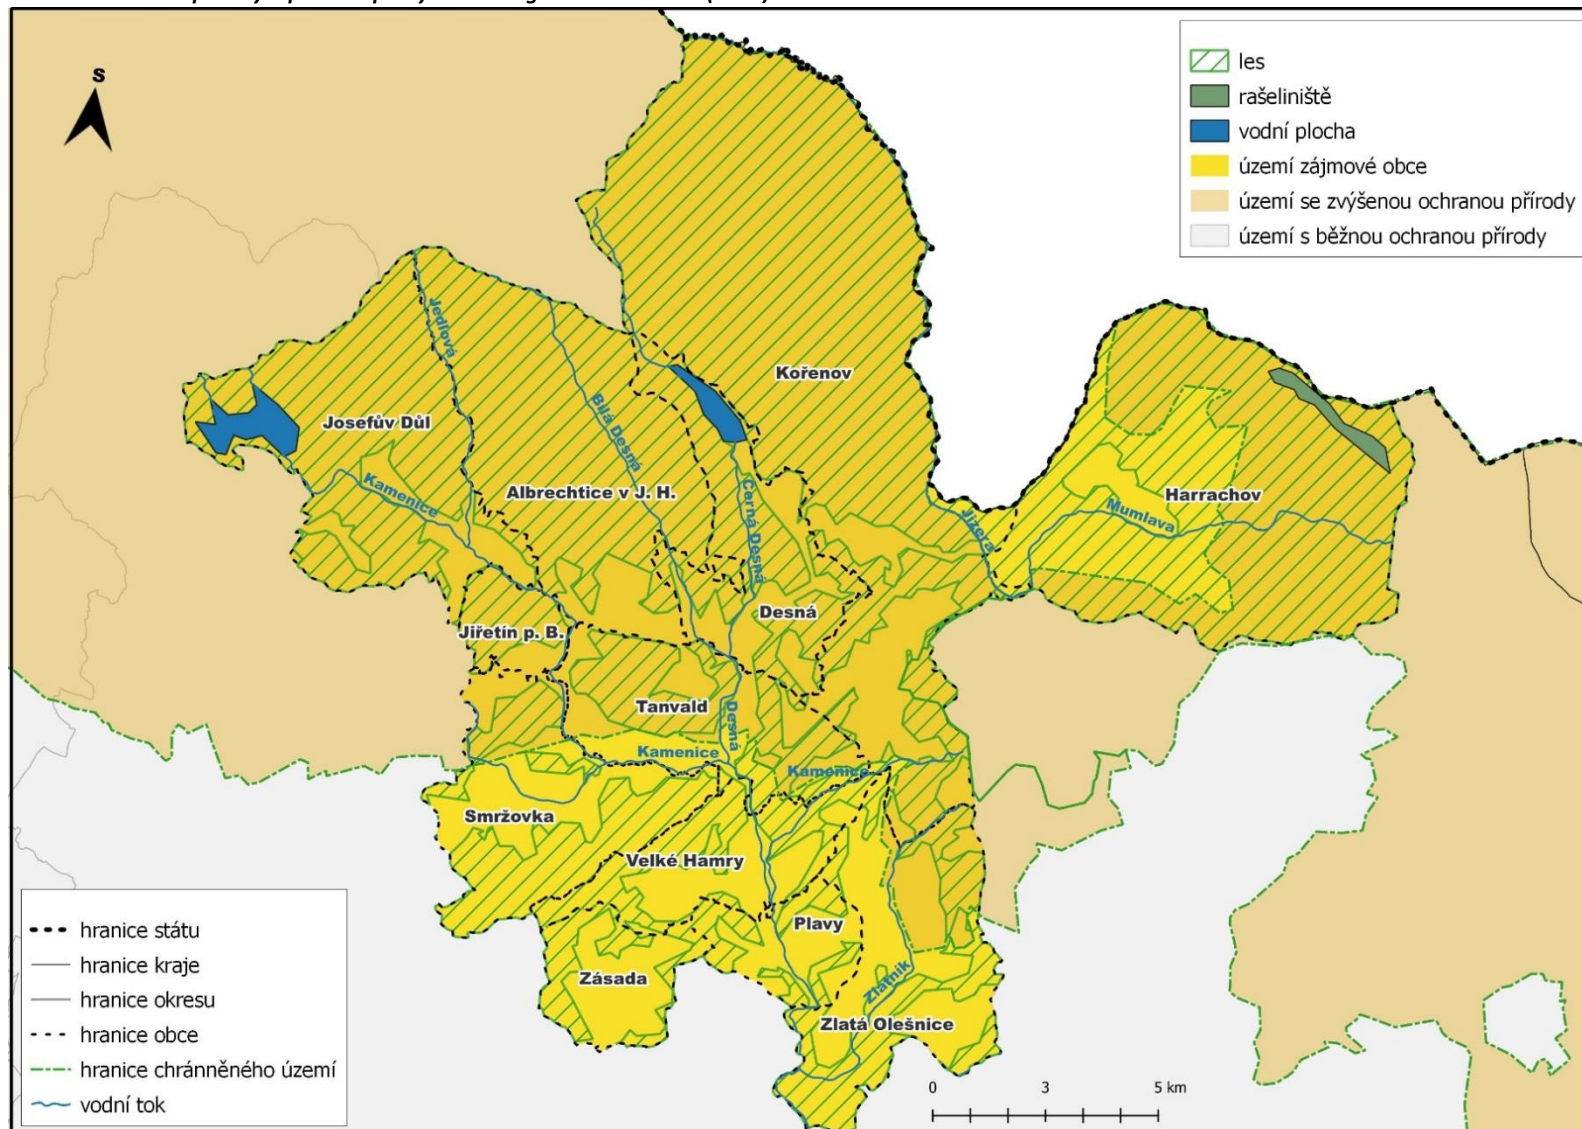 S
les
rašeliniště
vodní plocha
území zájmové obce
území se zvýšenou ochranou přírody
území s běžnou ochranou přírody
Jedlová
Kořenov
Josefův Důl
Bílá Desná
Kamenice
Albrechtice v J. H.
Černá Desná
Harrachov
Mumlava
Jizera
Desná
Jiřetín p. B.
Tanvald
Desná
Kamenice
Kamenice
Smržovka
Velké Hamry
Plavy
Zásada
Zlatník
Zlatá Olešnice
hranice státu
hranice kraje
hranice okresu
hranice obce
hranice chránněného území
vodní tok
0 3 5 km